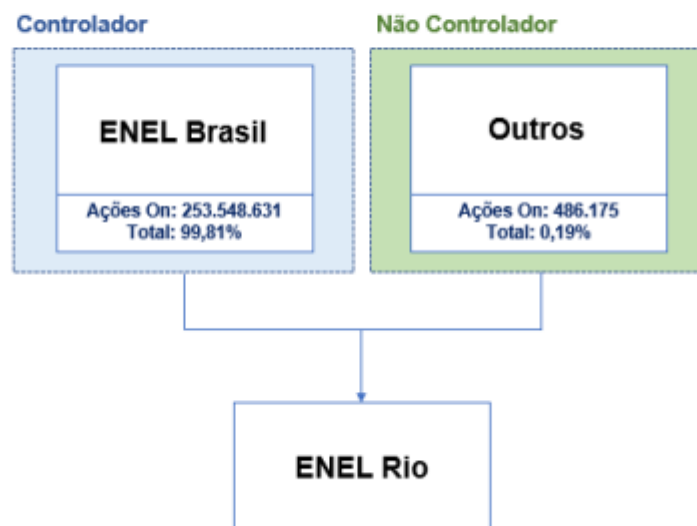 Controlador
Não Controlador
ENEL Brasil
Ações On: 253.548.631
Total: 99,81%
Outros
Ações On: 486.175
Total: 0,19%
ENEL Rio